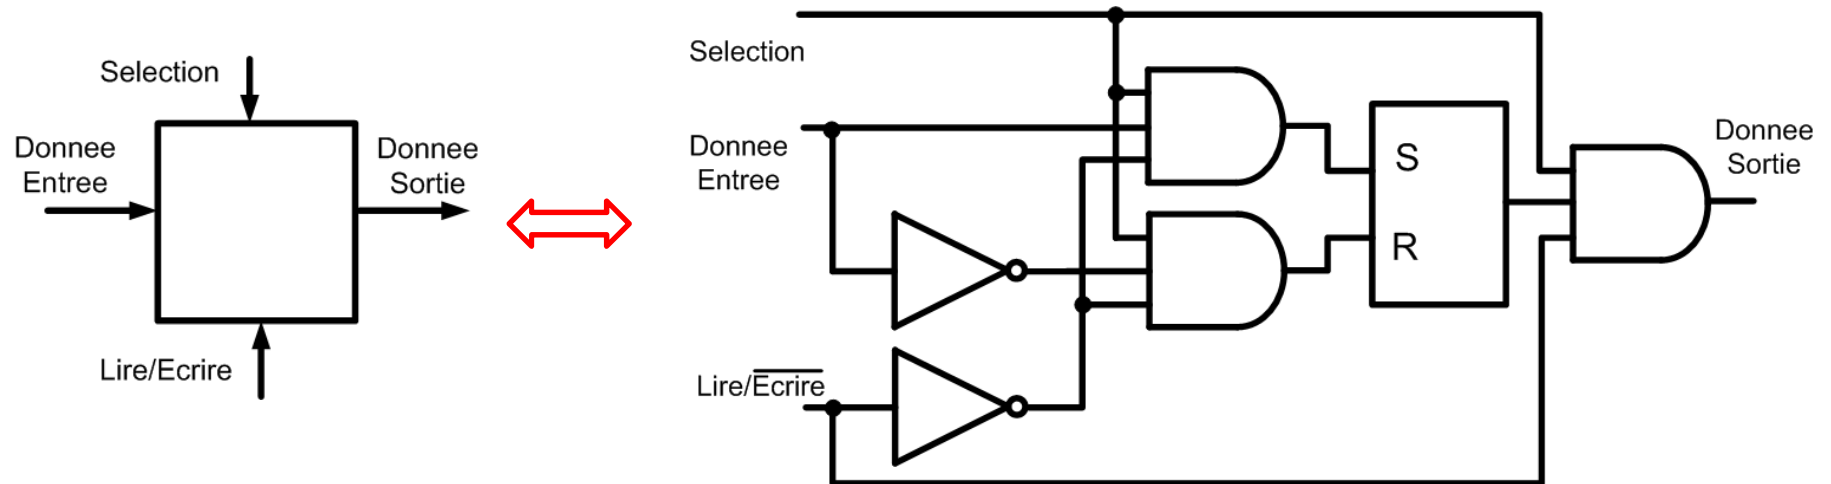 Selection
Donnee
Entree
Donnee
Sortie
Lire/Ecrire
Selection
Donnee
Entree
Lire/Ecrire
S
R
Donnee
Sortie